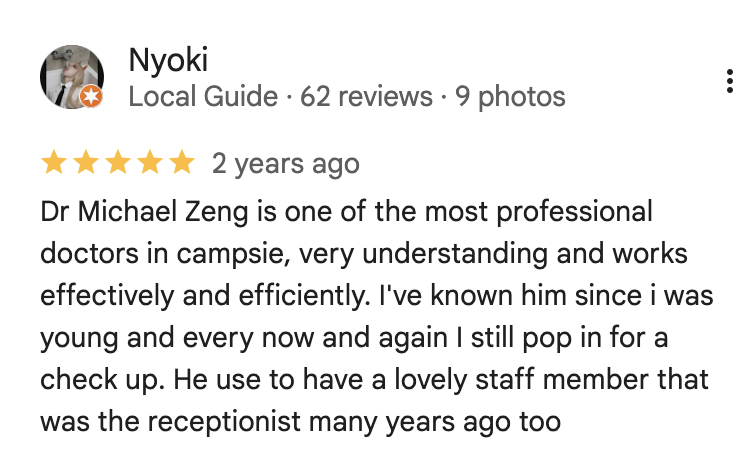 Nyoki
Local Guide · 62 reviews · 9 photos
2 years ago
Dr Michael Zeng is one of the most professional
doctors in campsie, very understanding and works
effectively and efficiently. I've known him since i was
young and every now and again I still pop in for a
check up. He use to have a lovely staff member that
was the receptionist many years ago too